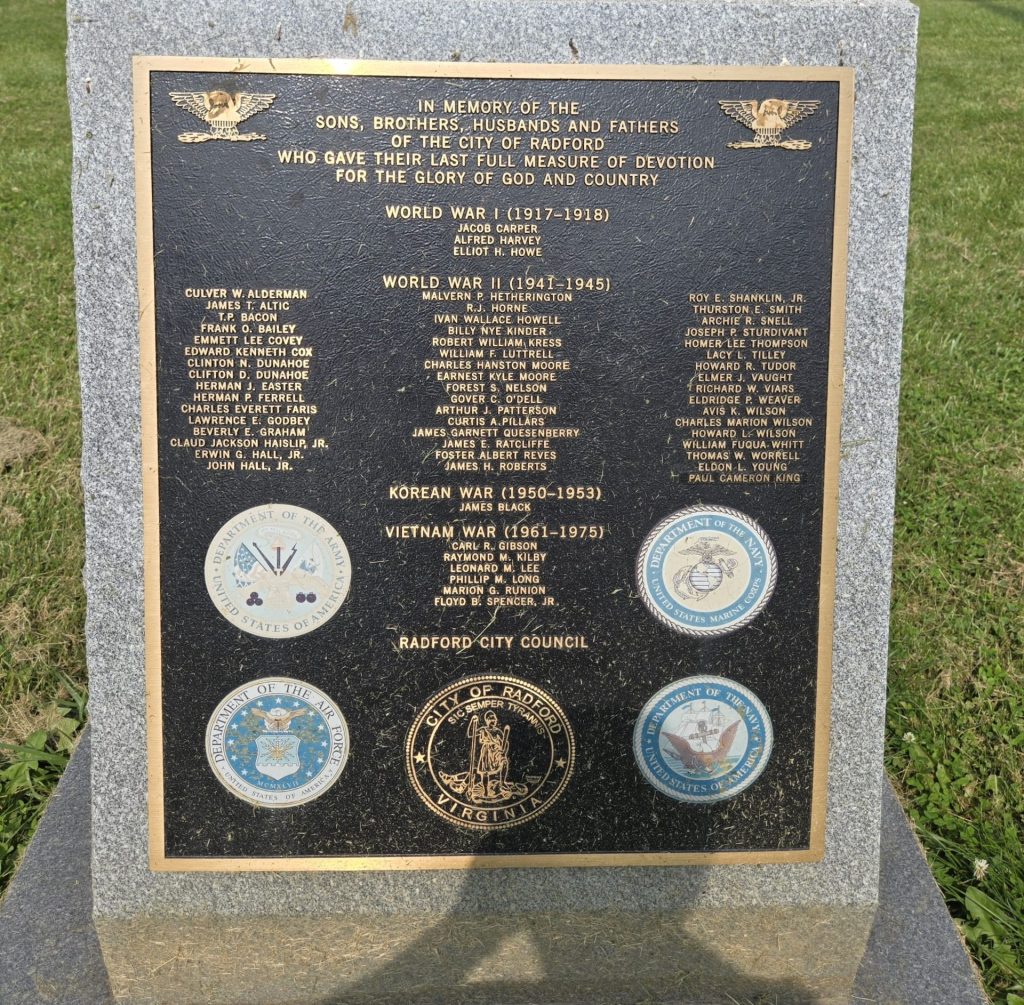 IN MEMORY OF THE
SONS, BROTHERS, HUSBANDS AND FATHERS
OF THE CITY OF RADFORD
WHO GAVE THEIR LAST FULL MEASURE OF DEVOTION
FOR THE GLORY OF GOD AND COUNTRY
WORLD WAR I (1917–1918)
JACOB CARPER
ALFRED HARVEY
ELLIOT H. HOWE
WORLD WAR II (1941–1945)
CULVER W. ALDERMAN
JAMES T. ALTIC
T.P. BACON
FRANK O. BAILEY
EMMETT LEE COVEY
EDWARD KENNETH COX
CLINTON N. DUNAHOE
CLIFTON D. DUNAHOE
HERMAN J. EASTER
HERMAN P. FERRELL
CHARLES EVERETT FARIS
LAWRENCE E. GODBEY
BEVERLY E. GRAHAM
CLAUD JACKSON HAISLIP, JR.
ERWIN G. HALL, JR.
JOHN HALL, JR.
MALVERN P. HETHERINGTON
R.J. HORNE
IVAN WALLACE HOWELL
BILLY NYE KINDER
ROBERT WILLIAM KRESS
WILLIAM F. LUTTRELL
CHARLES HANSTON MOORE
EARNEST KYLE MOORE
FOREST S. NELSON
GOVER C. O'DELL
ARTHUR J. PATTERSON
CURTIS A. PILLARS
JAMES GARNETT QUESENBERRY
JAMES E. RATCLIFFE
FOSTER ALBERT REVES
JAMES H. ROBERTS
ROY E. SHANKLIN, JR.
THURSTON E. SMITH
ARCHIE R. SNELL
JOSEPH P. STURDIVANT
HOMER LEE THOMPSON
LACY L. TILLEY
HOWARD R. TUDOR
ELMER J. VAUGHT
RICHARD W. VIARS
ELDRIDGE P. WEAVER
AVIS K. WILSON
CHARLES MARION WILSON
HOWARD L. WILSON
WILLIAM FUQUA WHITT
THOMAS W. WORRELL
ELDON L. YOUNG
PAUL CAMERON KING
KOREAN WAR (1950–1953)
JAMES BLACK
VIETNAM WAR (1961–1975)
CARL R. GIBSON
RAYMOND M. KILBY
LEONARD M. LEE
PHILLIP M. LONG
MARION G. RUNION
FLOYD B. SPENCER, JR.
DEPARTMENT OF THE ARMY
UNITED STATES OF AMERICA
DEPARTMENT OF THE NAVY
UNITED STATES MARINE CORPS
RADFORD CITY COUNCIL
DEPARTMENT OF THE AIR FORCE
MCMXLVII
UNITED STATES OF AMERICA
CITY OF RADFORD
SIC SEMPER TYRANNIS
VIRGINIA
DEPARTMENT OF THE NAVY
UNITED STATES OF AMERICA